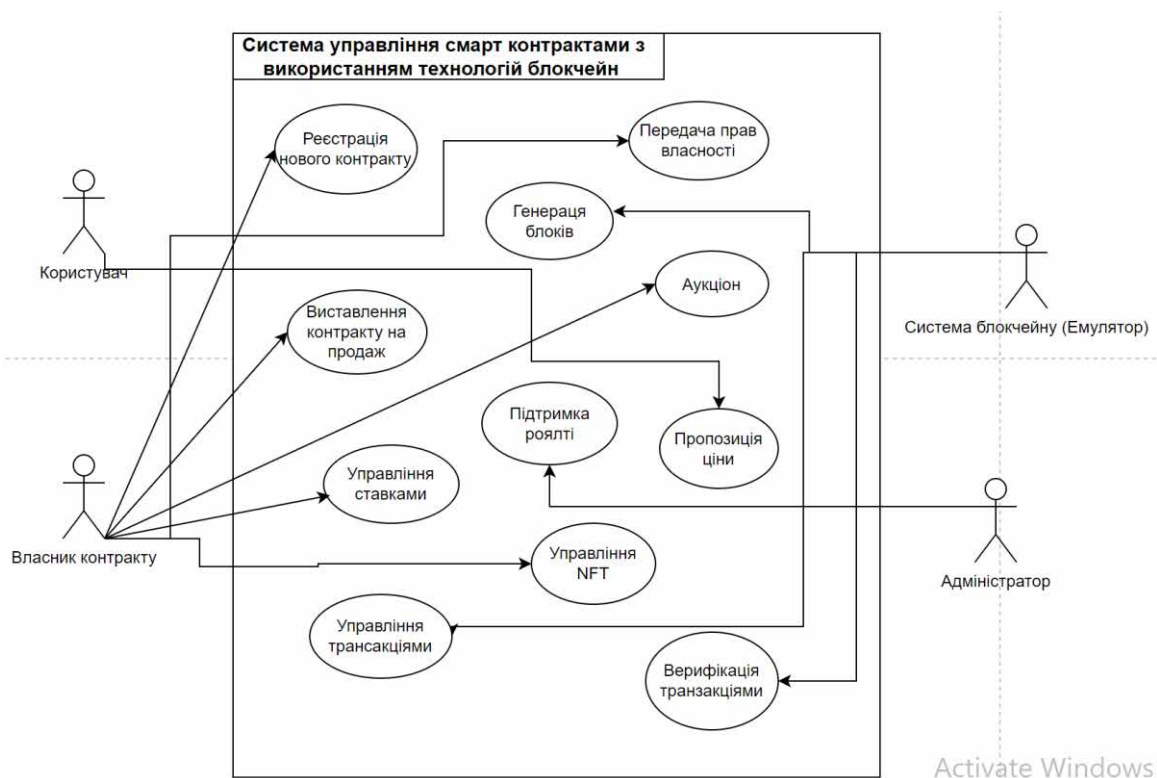 Система управління смарт контрактами з
використанням технологій блокчейн
Реєстрація
нового контракту
Передача прав
власності
Генераця
блоків
Користувач
Аукціон
Виставлення
контракту на
продаж
Система блокчейну (Емулятор)
Підтримка
роялті
Пропозиція
ціни
Управління
ставками
Власник контракту
Управління
NFT
Адміністратор
Управління
трансакціями
Верифікація
транзакціями
Activate Windows